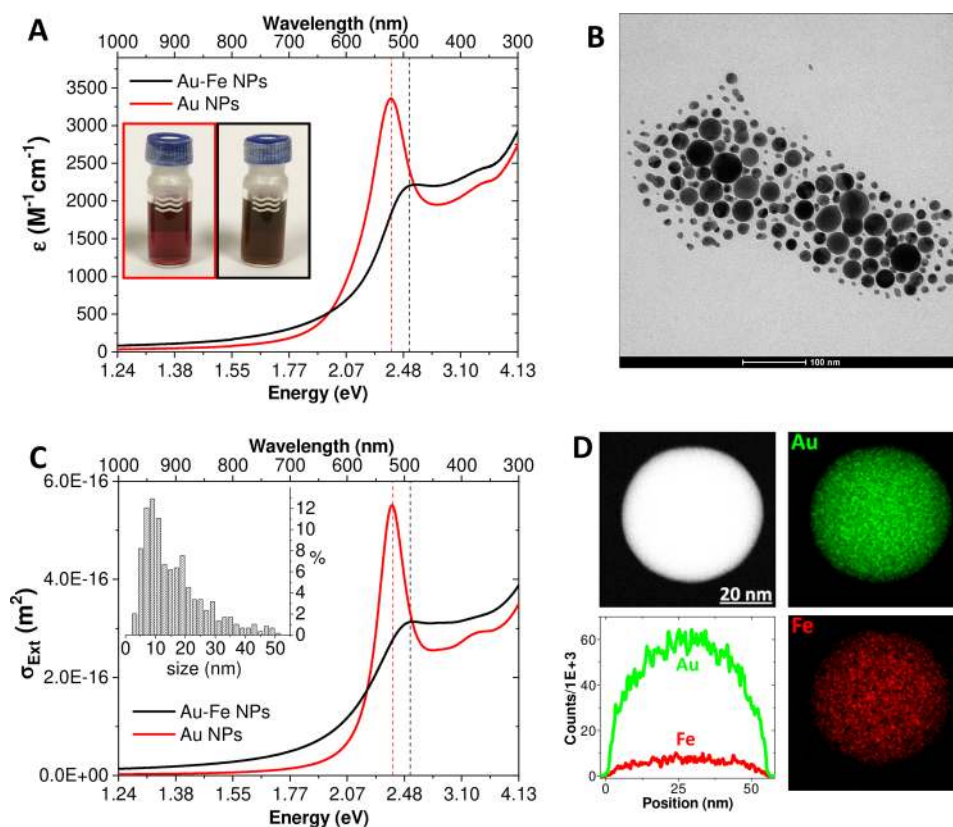 A
Wavelength (nm)
1000 900 800 700 600 500 400 300
3500
3000
2500
2000
1500
1000
500
0
ε (M⁻¹cm⁻¹)
Au-Fe NPs
Au NPs
1.24 1.38 1.55 1.77 2.07 2.48 3.10 4.13
Energy (eV)
B
100 nm
C
Wavelength (nm)
1000 900 800 700 600 500 400 300
6.0E-16
4.0E-16
2.0E-16
0.0E+00
σExt (m²)
12
10
8
6
4
2
0
%
0 10 20 30 40 50
size (nm)
Au-Fe NPs
Au NPs
1.24 1.38 1.55 1.77 2.07 2.48 3.10 4.13
Energy (eV)
D
20 nm
Au
60
40
20
0
Counts/1E+3
Au
Fe
0 25 50
Position (nm)
Fe